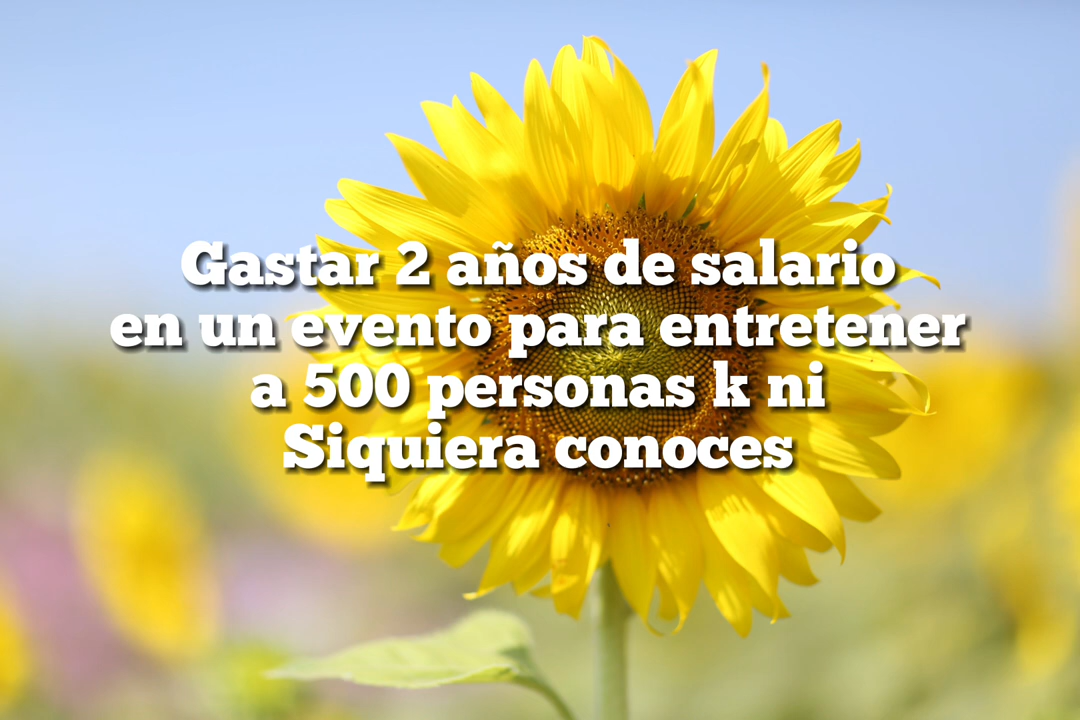 Gastar 2 años de salario
en un evento para entretener
a 500 personas k ni
Siquiera conoces